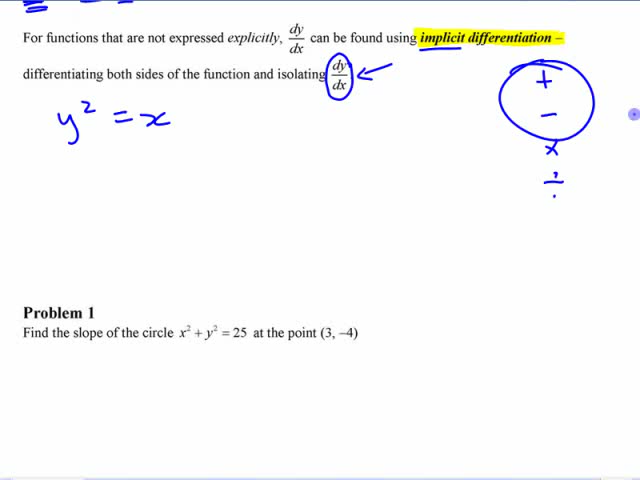 For functions that are not expressed explicitly, dy/dx can be found using implicit differentiation –
differentiating both sides of the function and isolating dy/dx
+
y² = x
−
×
÷
Problem 1
Find the slope of the circle x² + y² = 25 at the point (3, –4)